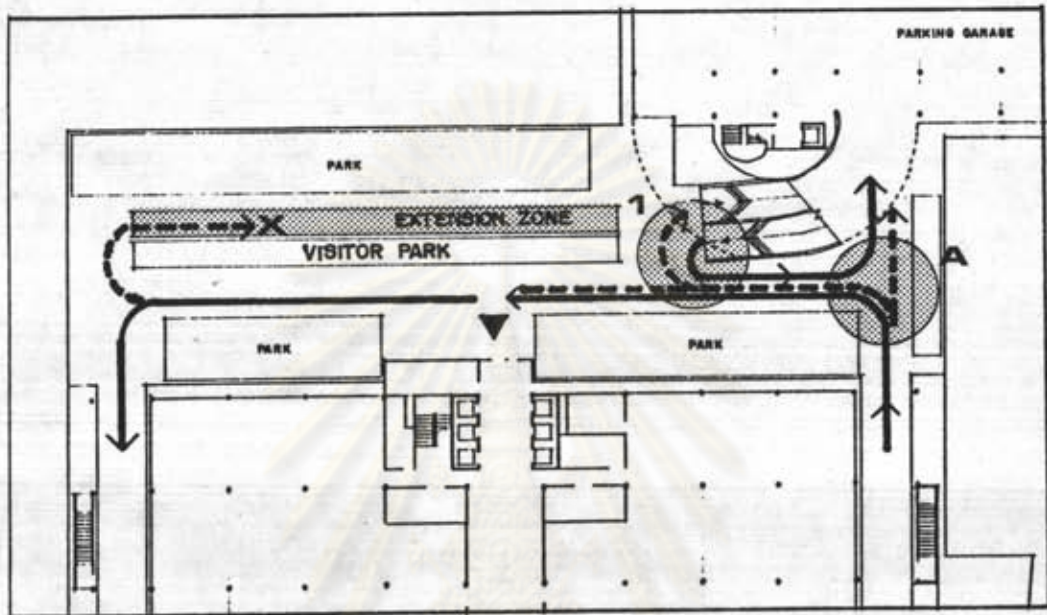 PARKING GARAGE
PARK
EXTENSION ZONE
1
VISITOR PARK
A
PARK
PARK